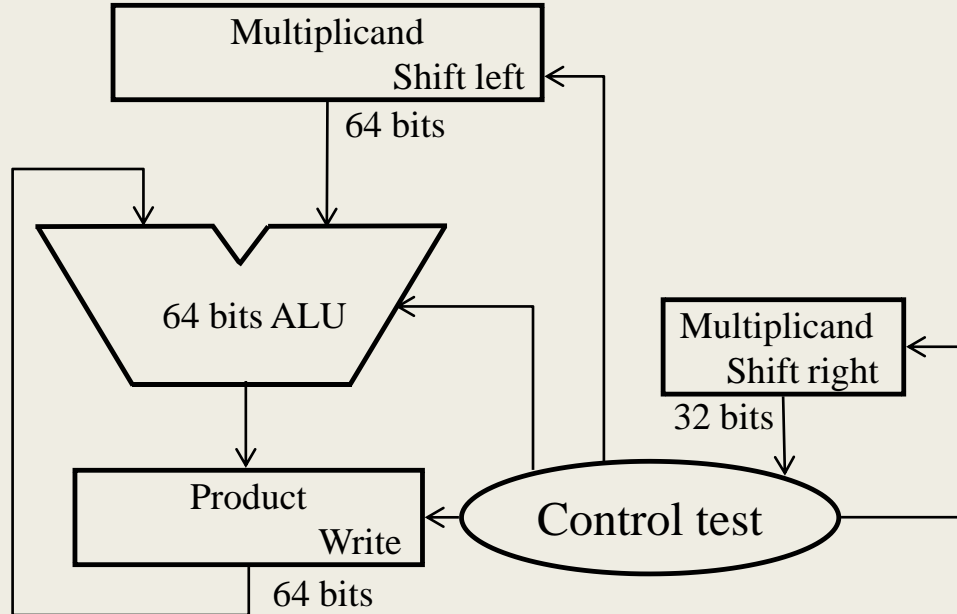 Multiplicand
Shift left
64 bits
64 bits ALU
Multiplicand
Shift right
32 bits
Product
Write
Control test
64 bits